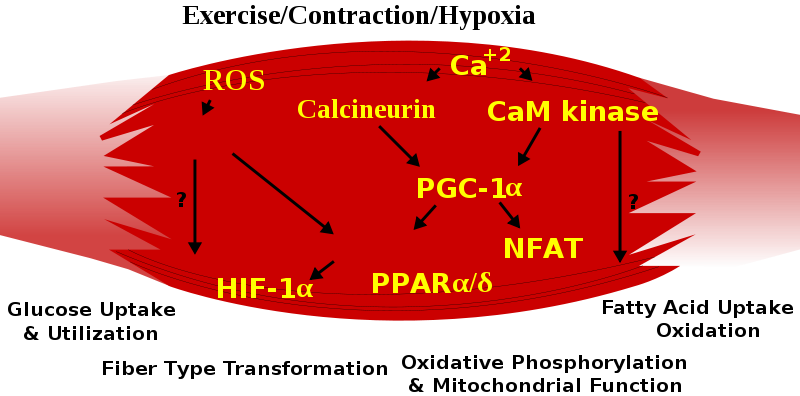 Exercise/Contraction/Hypoxia
ROS
Ca+2
Calcineurin
CaM kinase
PGC-1α
?
?
NFAT
HIF-1α
PPARα/δ
Glucose Uptake
& Utilization
Fatty Acid Uptake
Oxidation
Fiber Type Transformation
Oxidative Phosphorylation
& Mitochondrial Function